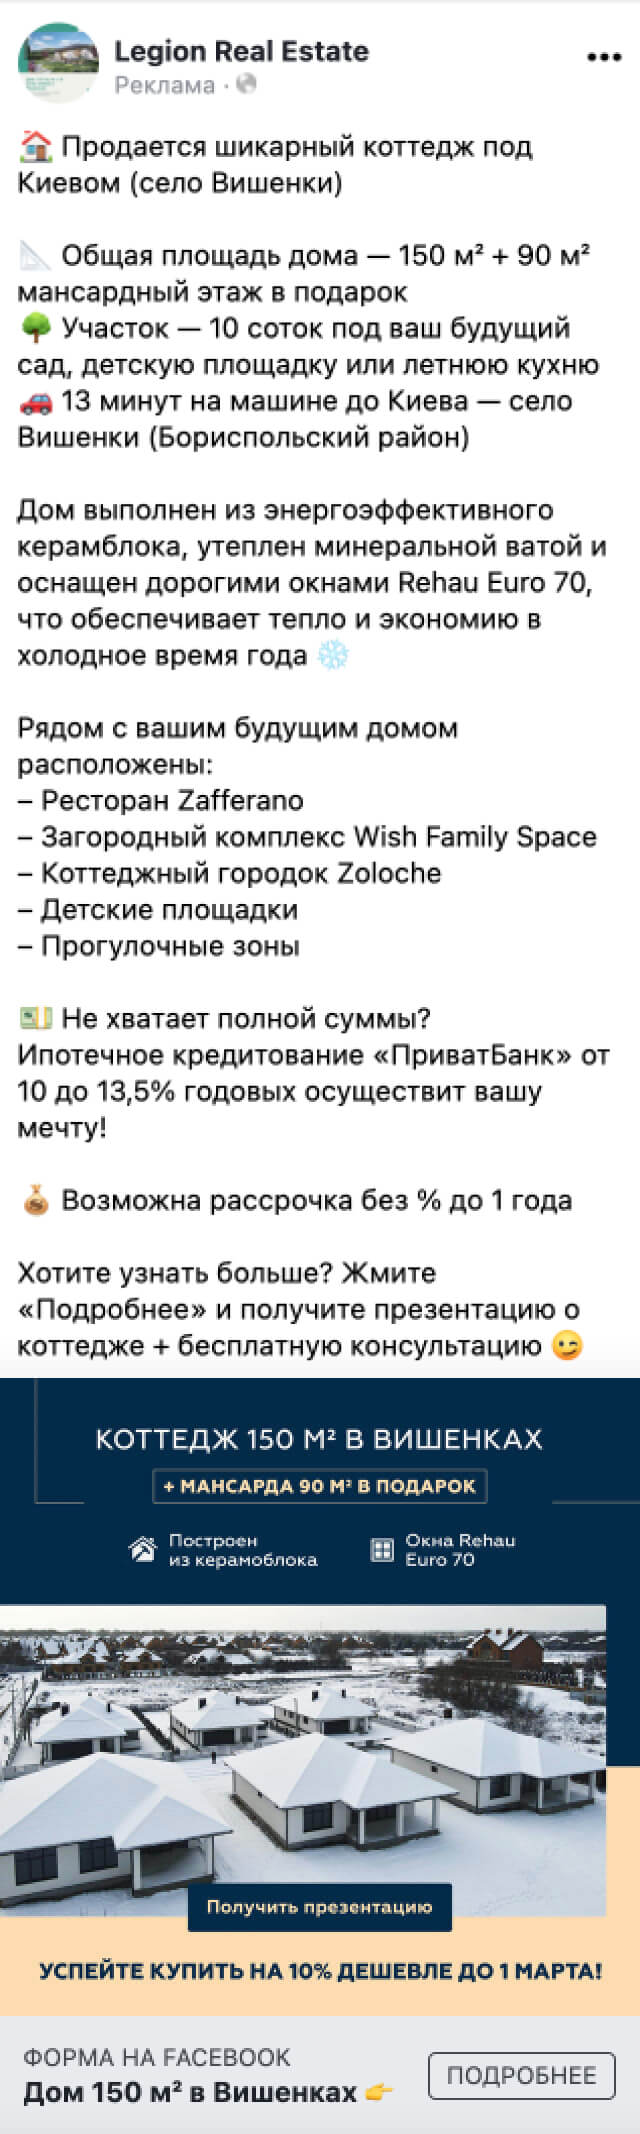 Legion Real Estate
Реклама ·
Продается шикарный коттедж под
Киевом (село Вишенки)
Общая площадь дома — 150 м² + 90 м²
мансардный этаж в подарок
Участок — 10 соток под ваш будущий
сад, детскую площадку или летнюю кухню
13 минут на машине до Киева — село
Вишенки (Бориспольский район)
Дом выполнен из энергоэффективного
керамблока, утеплен минеральной ватой и
оснащен дорогими окнами Rehau Euro 70,
что обеспечивает тепло и экономию в
холодное время года
Рядом с вашим будущим домом
расположены:
– Ресторан Zafferano
– Загородный комплекс Wish Family Space
– Коттеджный городок Zoloche
– Детские площадки
– Прогулочные зоны
Не хватает полной суммы?
Ипотечное кредитование «ПриватБанк» от
10 до 13,5% годовых осуществит вашу
мечту!
Возможна рассрочка без % до 1 года
Хотите узнать больше? Жмите
«Подробнее» и получите презентацию о
коттедже + бесплатную консультацию
КОТТЕДЖ 150 М² В ВИШЕНКАХ
+ МАНСАРДА 90 М² В ПОДАРОК
Построен
из керамоблока
Окна Rehau
Euro 70
Получить презентацию
УСПЕЙТЕ КУПИТЬ НА 10% ДЕШЕВЛЕ ДО 1 МАРТА!
ФОРМА НА FACEBOOK
Дом 150 м² в Вишенках
ПОДРОБНЕЕ